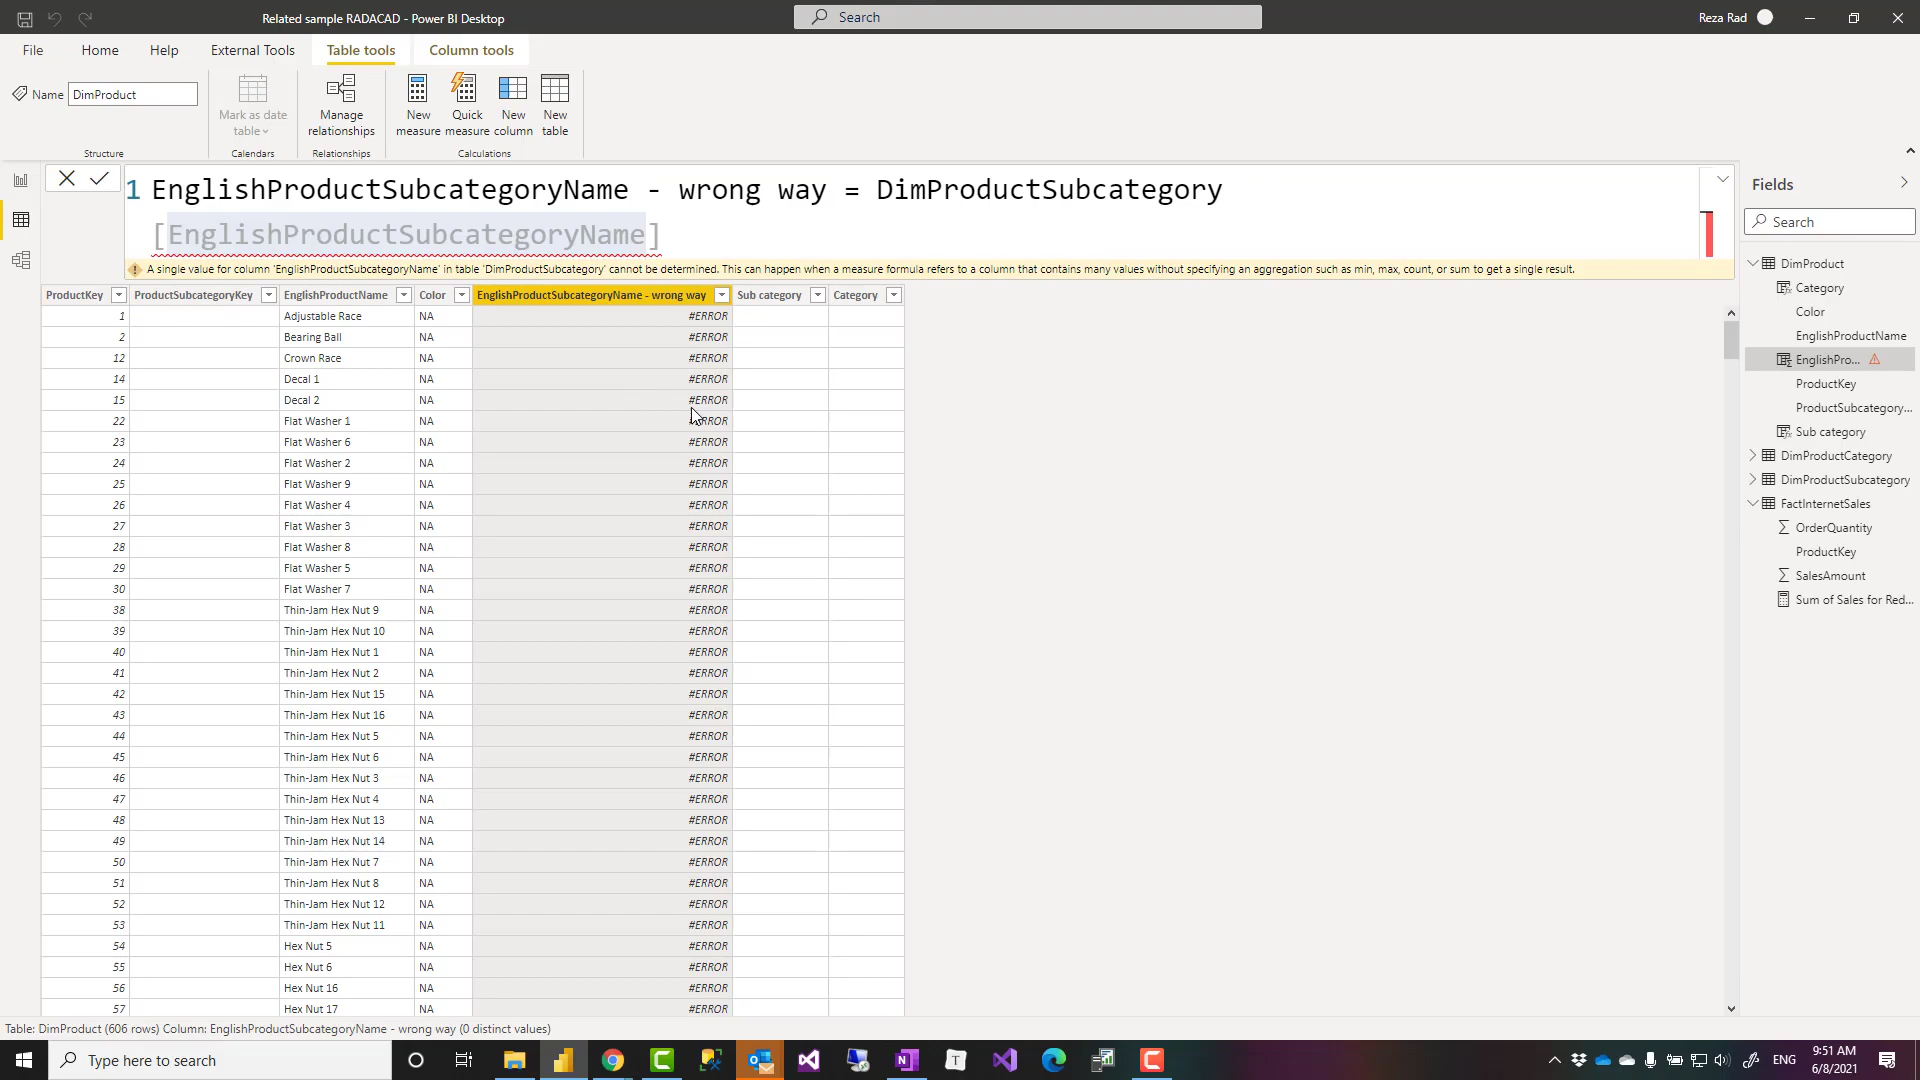 Related sample RADACAD - Power BI Desktop
Search
Reza Rad
File
Home
Help
External Tools
Table tools
Column tools
Name
DimProduct
Mark as date
table
Manage
relationships
New
measure
Quick
measure
New
column
New
table
Structure
Calendars
Relationships
Calculations
1 EnglishProductSubcategoryName - wrong way = DimProductSubcategory
[EnglishProductSubcategoryName]
A single value for column 'EnglishProductSubcategoryName' in table 'DimProductSubcategory' cannot be determined. This can happen when a measure formula refers to a column that contains many values without specifying an aggregation such as min, max, count, or sum to get a single result.
ProductKey ProductSubcategoryKey EnglishProductName Color EnglishProductSubcategoryName - wrong way Sub category Category
1 Adjustable Race NA #ERROR
2 Bearing Ball NA #ERROR
12 Crown Race NA #ERROR
14 Decal 1 NA #ERROR
15 Decal 2 NA #ERROR
22 Flat Washer 1 NA #ERROR
23 Flat Washer 6 NA #ERROR
24 Flat Washer 2 NA #ERROR
25 Flat Washer 9 NA #ERROR
26 Flat Washer 4 NA #ERROR
27 Flat Washer 3 NA #ERROR
28 Flat Washer 8 NA #ERROR
29 Flat Washer 5 NA #ERROR
30 Flat Washer 7 NA #ERROR
38 Thin-Jam Hex Nut 9 NA #ERROR
39 Thin-Jam Hex Nut 10 NA #ERROR
40 Thin-Jam Hex Nut 1 NA #ERROR
41 Thin-Jam Hex Nut 2 NA #ERROR
42 Thin-Jam Hex Nut 15 NA #ERROR
43 Thin-Jam Hex Nut 16 NA #ERROR
44 Thin-Jam Hex Nut 5 NA #ERROR
45 Thin-Jam Hex Nut 6 NA #ERROR
46 Thin-Jam Hex Nut 3 NA #ERROR
47 Thin-Jam Hex Nut 4 NA #ERROR
48 Thin-Jam Hex Nut 13 NA #ERROR
49 Thin-Jam Hex Nut 14 NA #ERROR
50 Thin-Jam Hex Nut 7 NA #ERROR
51 Thin-Jam Hex Nut 8 NA #ERROR
52 Thin-Jam Hex Nut 12 NA #ERROR
53 Thin-Jam Hex Nut 11 NA #ERROR
54 Hex Nut 5 NA #ERROR
55 Hex Nut 6 NA #ERROR
56 Hex Nut 16 NA #ERROR
57 Hex Nut 17 NA #ERROR
Fields
Search
DimProduct
Category
Color
EnglishProductName
EnglishPro...
ProductKey
ProductSubcategory...
Sub category
DimProductCategory
DimProductSubcategory
FactInternetSales
OrderQuantity
ProductKey
SalesAmount
Sum of Sales for Red...
Table: DimProduct (606 rows) Column: EnglishProductSubcategoryName - wrong way (0 distinct values)
Type here to search
ENG
9:51 AM
6/8/2021